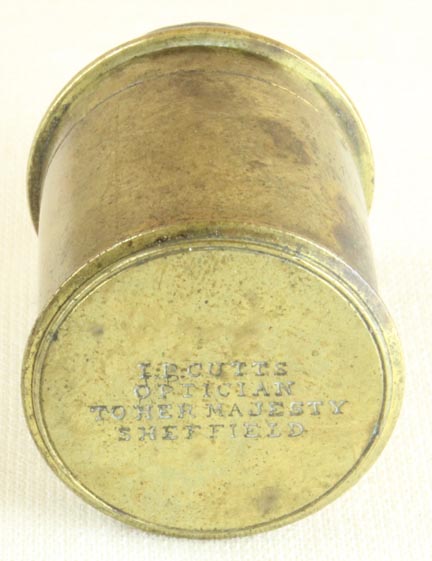 I.P.CUTTS
OPTICIAN
TO HER MAJESTY
SHEFFIELD